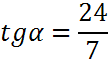 tgα = 24/7